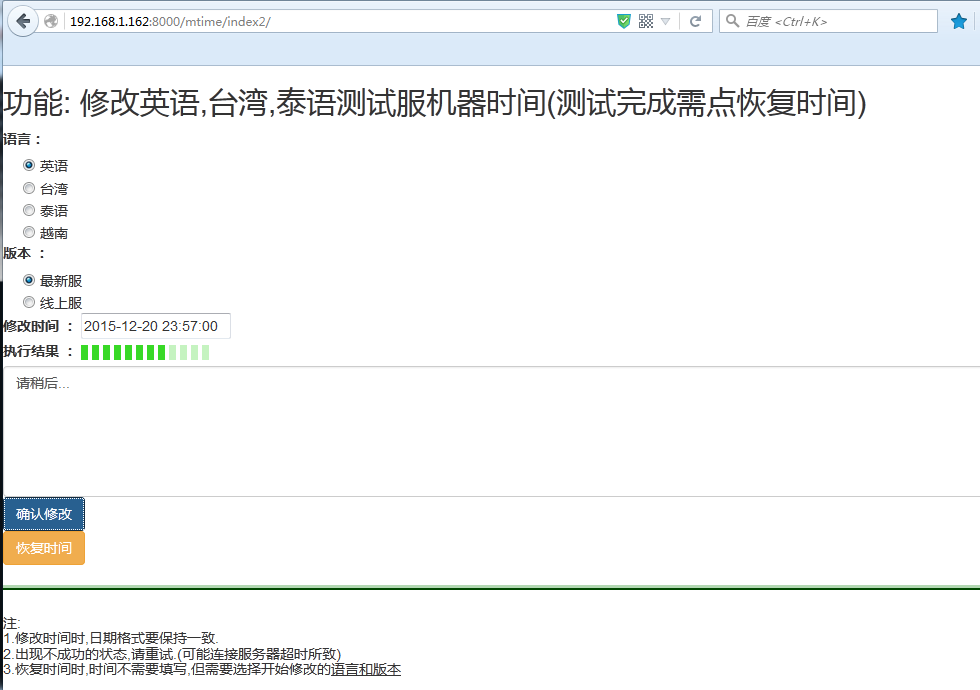 192.168.1.162:8000/mtime/index2/
百度 <Ctrl+K>
功能: 修改英语,台湾,泰语测试服机器时间(测试完成需点恢复时间)
语言：
英语
台湾
泰语
越南
版本 ：
最新服
线上服
修改时间 ： 2015-12-20 23:57:00
执行结果 ：
请稍后...
确认修改
恢复时间
注:
1.修改时间时,日期格式要保持一致.
2.出现不成功的状态,请重试.(可能连接服务器超时所致)
3.恢复时间时,时间不需要填写,但需要选择开始修改的语言和版本